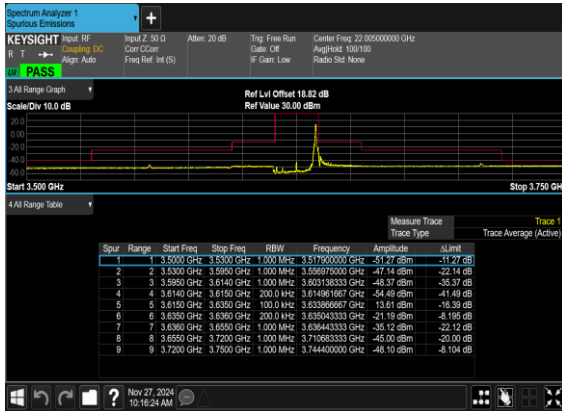 Spectrum Analyzer 1
Spurious Emissions
KEYSIGHT Input: RF Input Z: 50 Ω Atten: 20 dB Trig: Free Run Center Freq: 22.005000000 GHz
R T Coupling: DC Corr CCorr Gate: Off Avg|Hold: 100/100
Align: Auto Freq Ref: Int (S) IF Gain: Low Radio Std: None
PASS
3 All Range Graph
Ref Lvl Offset 18.82 dB
Scale/Div 10.0 dB Ref Value 30.00 dBm
20.0
10.0
0.00
-20.0
-40.0
-60.0
Start 3.500 GHz Stop 3.750 GH
4 All Range Table
Measure Trace Trace 1
Trace Type Trace Average (Active)
Spur Range Start Freq Stop Freq RBW Frequency Amplitude ΔLimit
1 1 3.5000 GHz 3.5300 GHz 1.000 MHz 3.517900000 GHz -51.27 dBm -11.27 dB
2 2 3.5300 GHz 3.5950 GHz 1.000 MHz 3.556975000 GHz -47.14 dBm -22.14 dB
3 3 3.5950 GHz 3.6140 GHz 1.000 MHz 3.603138333 GHz -48.37 dBm -35.37 dB
4 4 3.6140 GHz 3.6150 GHz 200.0 kHz 3.614961667 GHz -54.49 dBm -41.49 dB
5 5 3.6150 GHz 3.6350 GHz 100.0 kHz 3.633866667 GHz 13.61 dBm -16.39 dB
6 6 3.6350 GHz 3.6360 GHz 200.0 kHz 3.635043333 GHz -21.19 dBm -8.195 dB
7 7 3.6360 GHz 3.6550 GHz 1.000 MHz 3.636443333 GHz -35.12 dBm -22.12 dB
8 8 3.6550 GHz 3.7200 GHz 1.000 MHz 3.710683333 GHz -45.00 dBm -20.00 dB
9 9 3.7200 GHz 3.7500 GHz 1.000 MHz 3.744400000 GHz -48.10 dBm -8.104 dB
Nov 27, 2024
10:16:24 AM